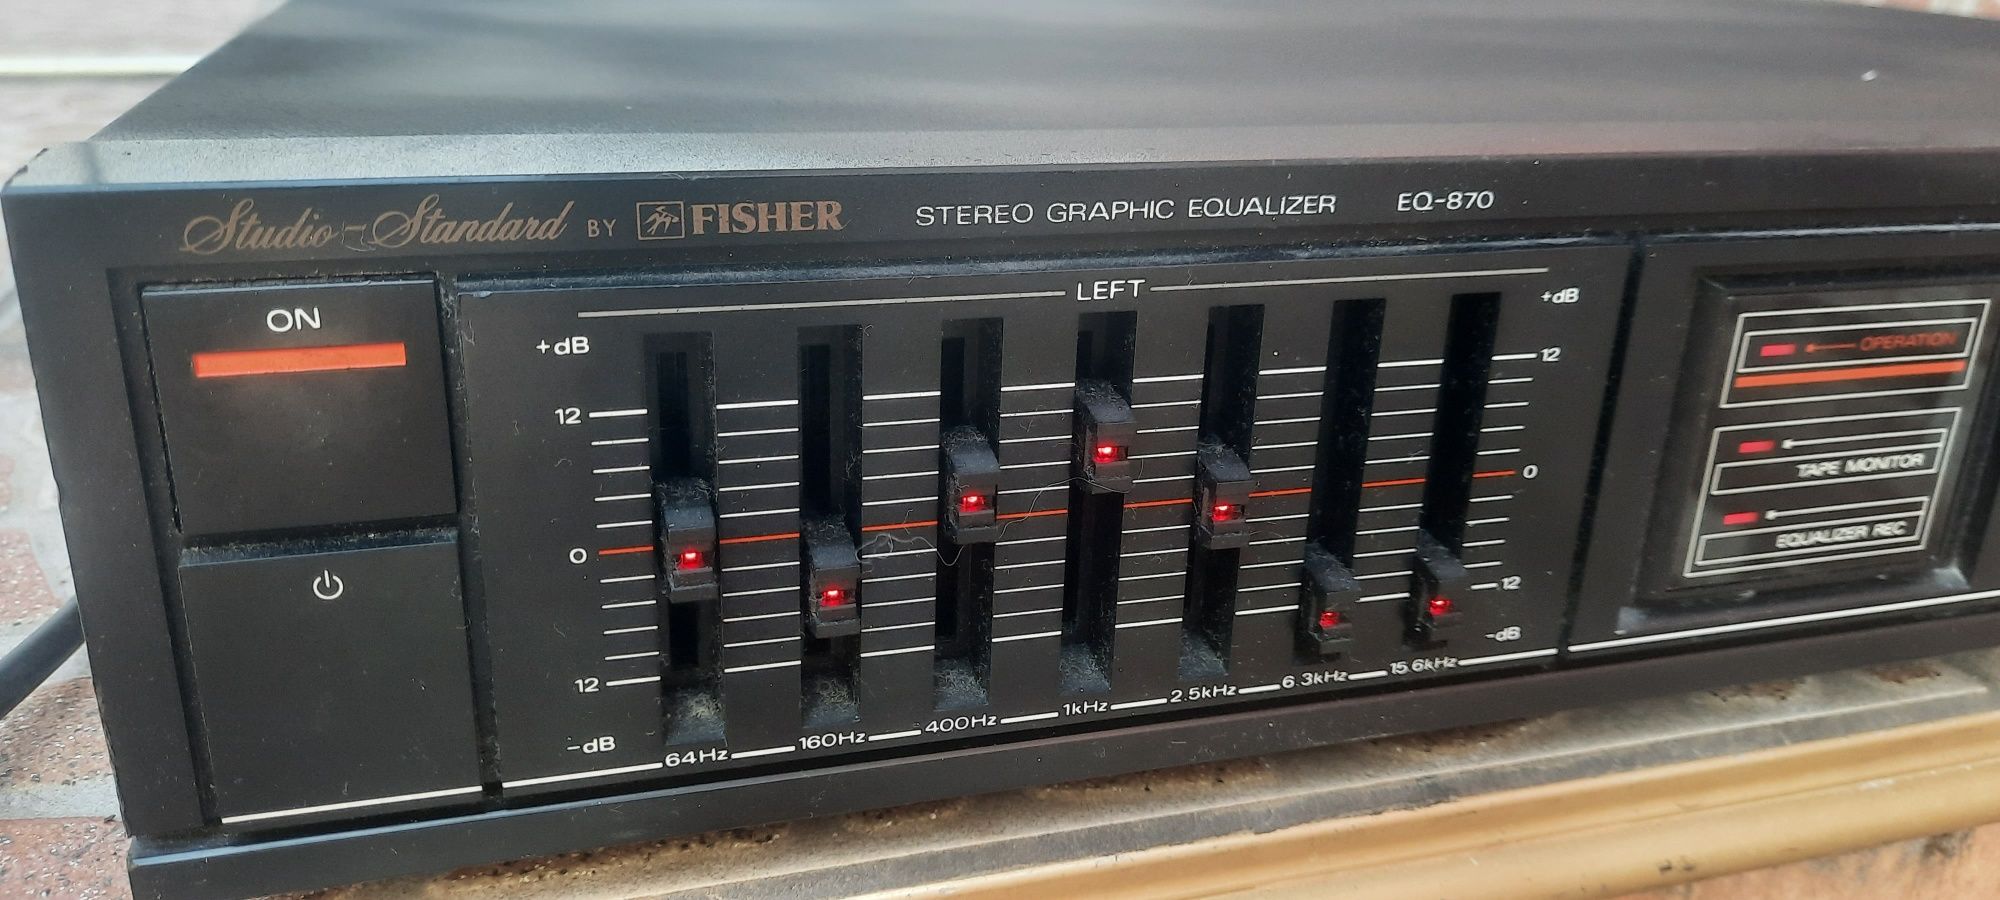 Studio-Standard BY FISHER STEREO GRAPHIC EQUALIZER EQ-870
ON
LEFT
+dB +dB
12 12
0 0
12 12
-dB -dB
64Hz 160Hz 400Hz 1kHz 2.5kHz 6.3kHz 15.6kHz
OPERATION
TAPE MONITOR
EQUALIZER REC